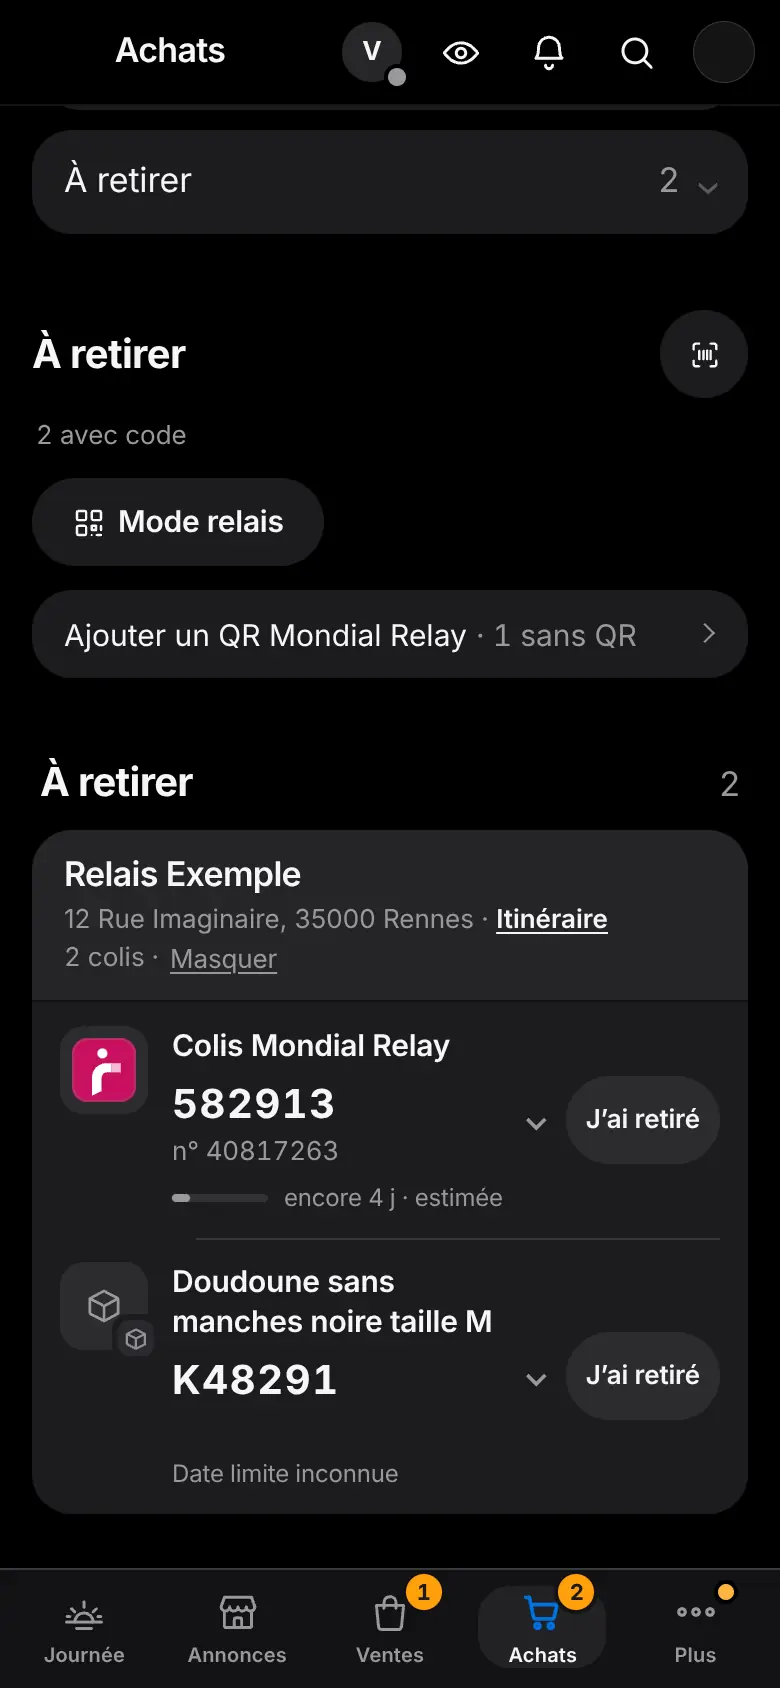 Achats
V
À retirer
2
À retirer
2 avec code
Mode relais
Ajouter un QR Mondial Relay · 1 sans QR
À retirer
2
Relais Exemple
12 Rue Imaginaire, 35000 Rennes · Itinéraire
2 colis · Masquer
Colis Mondial Relay
582913
n° 40817263
J’ai retiré
encore 4 j · estimée
Doudoune sans
manches noire taille M
K48291
J’ai retiré
Date limite inconnue
1
2
Journée
Annonces
Ventes
Achats
Plus